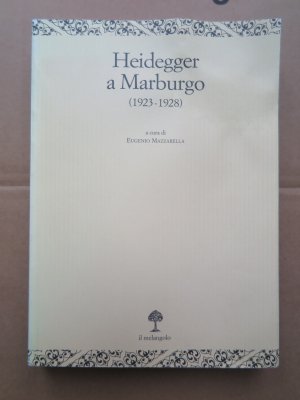 Heidegger
a Marburgo
(1923-1928)
a cura di
EUGENIO MAZZARELLA
il melangolo